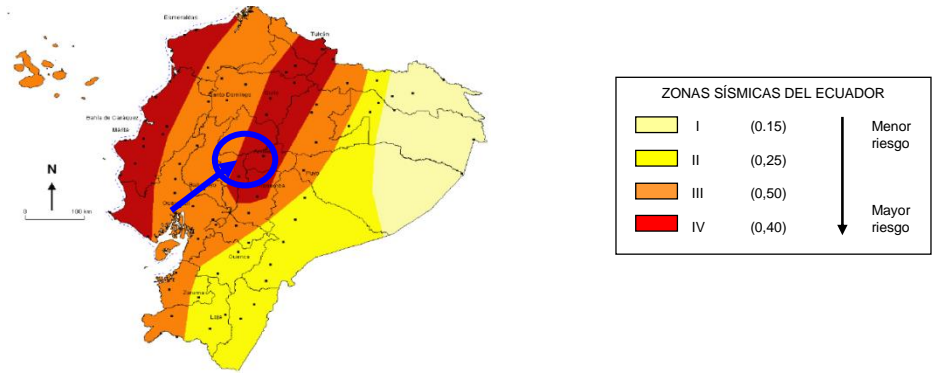 Esmeraldas
Tulcán
Santo Domingo
Bahía de Caráquez
Manta
N
Puyo
0 100 km
Cuenca
Loja
ZONAS SÍSMICAS DEL ECUADOR
I (0.15) Menor
riesgo
II (0,25)
III (0,50)
IV (0,40) Mayor
riesgo